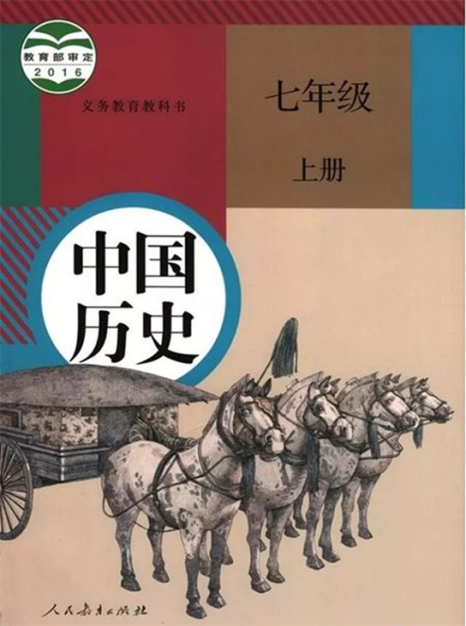 教育部审定
2016
义务教育教科书
七年级
上册
中国
历史
人民教育出版社